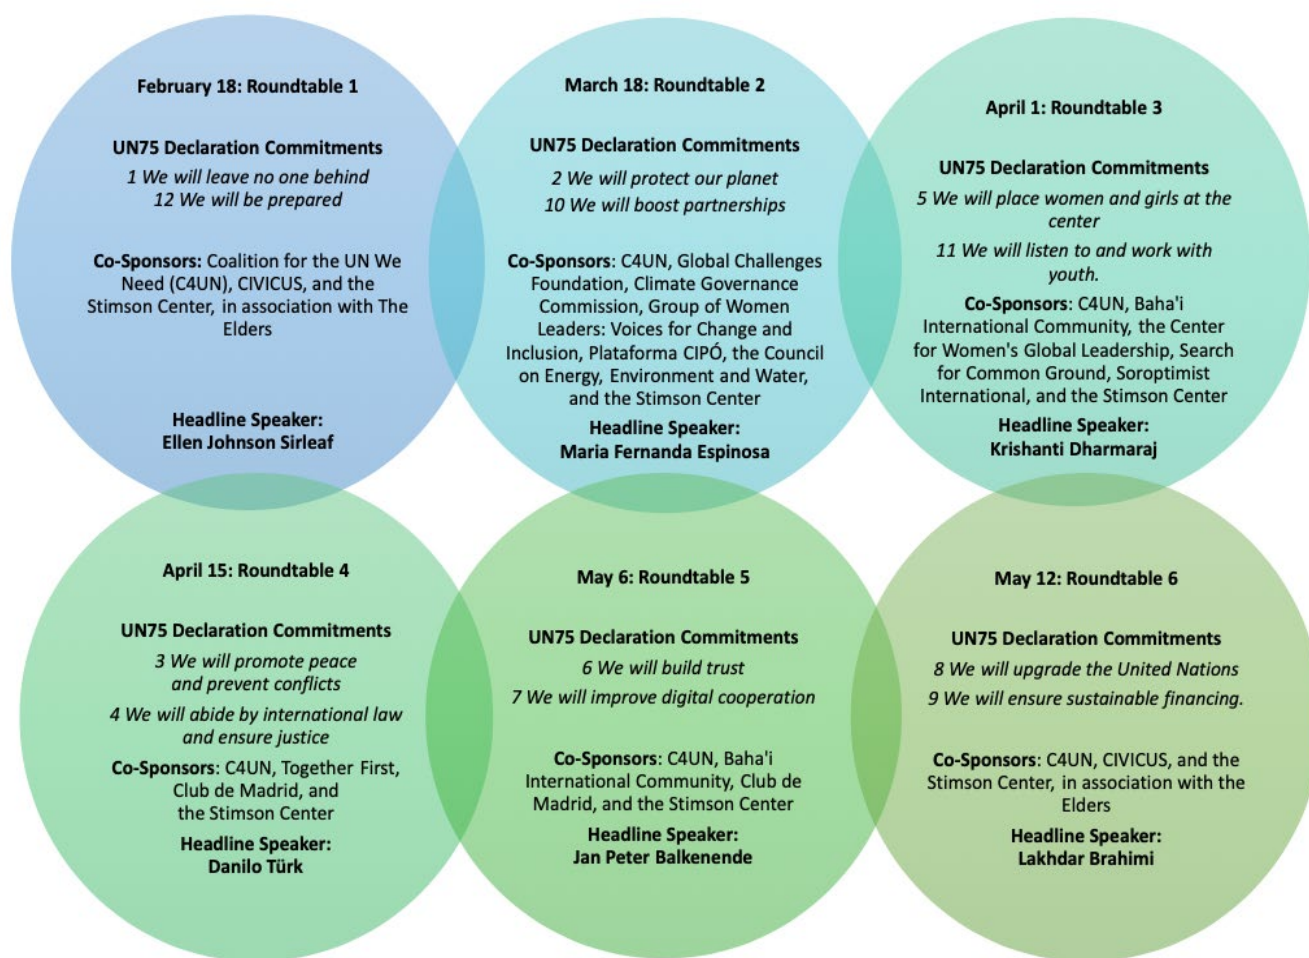 February 18: Roundtable 1
UN75 Declaration Commitments
1 We will leave no one behind
12 We will be prepared
Co-Sponsors: Coalition for the UN We
Need (C4UN), CIVICUS, and the
Stimson Center, in association with The
Elders
Headline Speaker:
Ellen Johnson Sirleaf
March 18: Roundtable 2
UN75 Declaration Commitments
2 We will protect our planet
10 We will boost partnerships
Co-Sponsors: C4UN, Global Challenges
Foundation, Climate Governance
Commission, Group of Women
Leaders: Voices for Change and
Inclusion, Plataforma CIPÓ, the Council
on Energy, Environment and Water,
and the Stimson Center
Headline Speaker:
Maria Fernanda Espinosa
April 1: Roundtable 3
UN75 Declaration Commitments
5 We will place women and girls at the
center
11 We will listen to and work with
youth.
Co-Sponsors: C4UN, Baha'i
International Community, the Center
for Women's Global Leadership, Search
for Common Ground, Soroptimist
International, and the Stimson Center
Headline Speaker:
Krishanti Dharmaraj
April 15: Roundtable 4
UN75 Declaration Commitments
3 We will promote peace
and prevent conflicts
4 We will abide by international law
and ensure justice
Co-Sponsors: C4UN, Together First,
Club de Madrid, and
the Stimson Center
Headline Speaker:
Danilo Türk
May 6: Roundtable 5
UN75 Declaration Commitments
6 We will build trust
7 We will improve digital cooperation
Co-Sponsors: C4UN, Baha'i
International Community, Club de
Madrid, and the Stimson Center
Headline Speaker:
Jan Peter Balkenende
May 12: Roundtable 6
UN75 Declaration Commitments
8 We will upgrade the United Nations
9 We will ensure sustainable financing.
Co-Sponsors: C4UN, CIVICUS, and the
Stimson Center, in association with the
Elders
Headline Speaker:
Lakhdar Brahimi